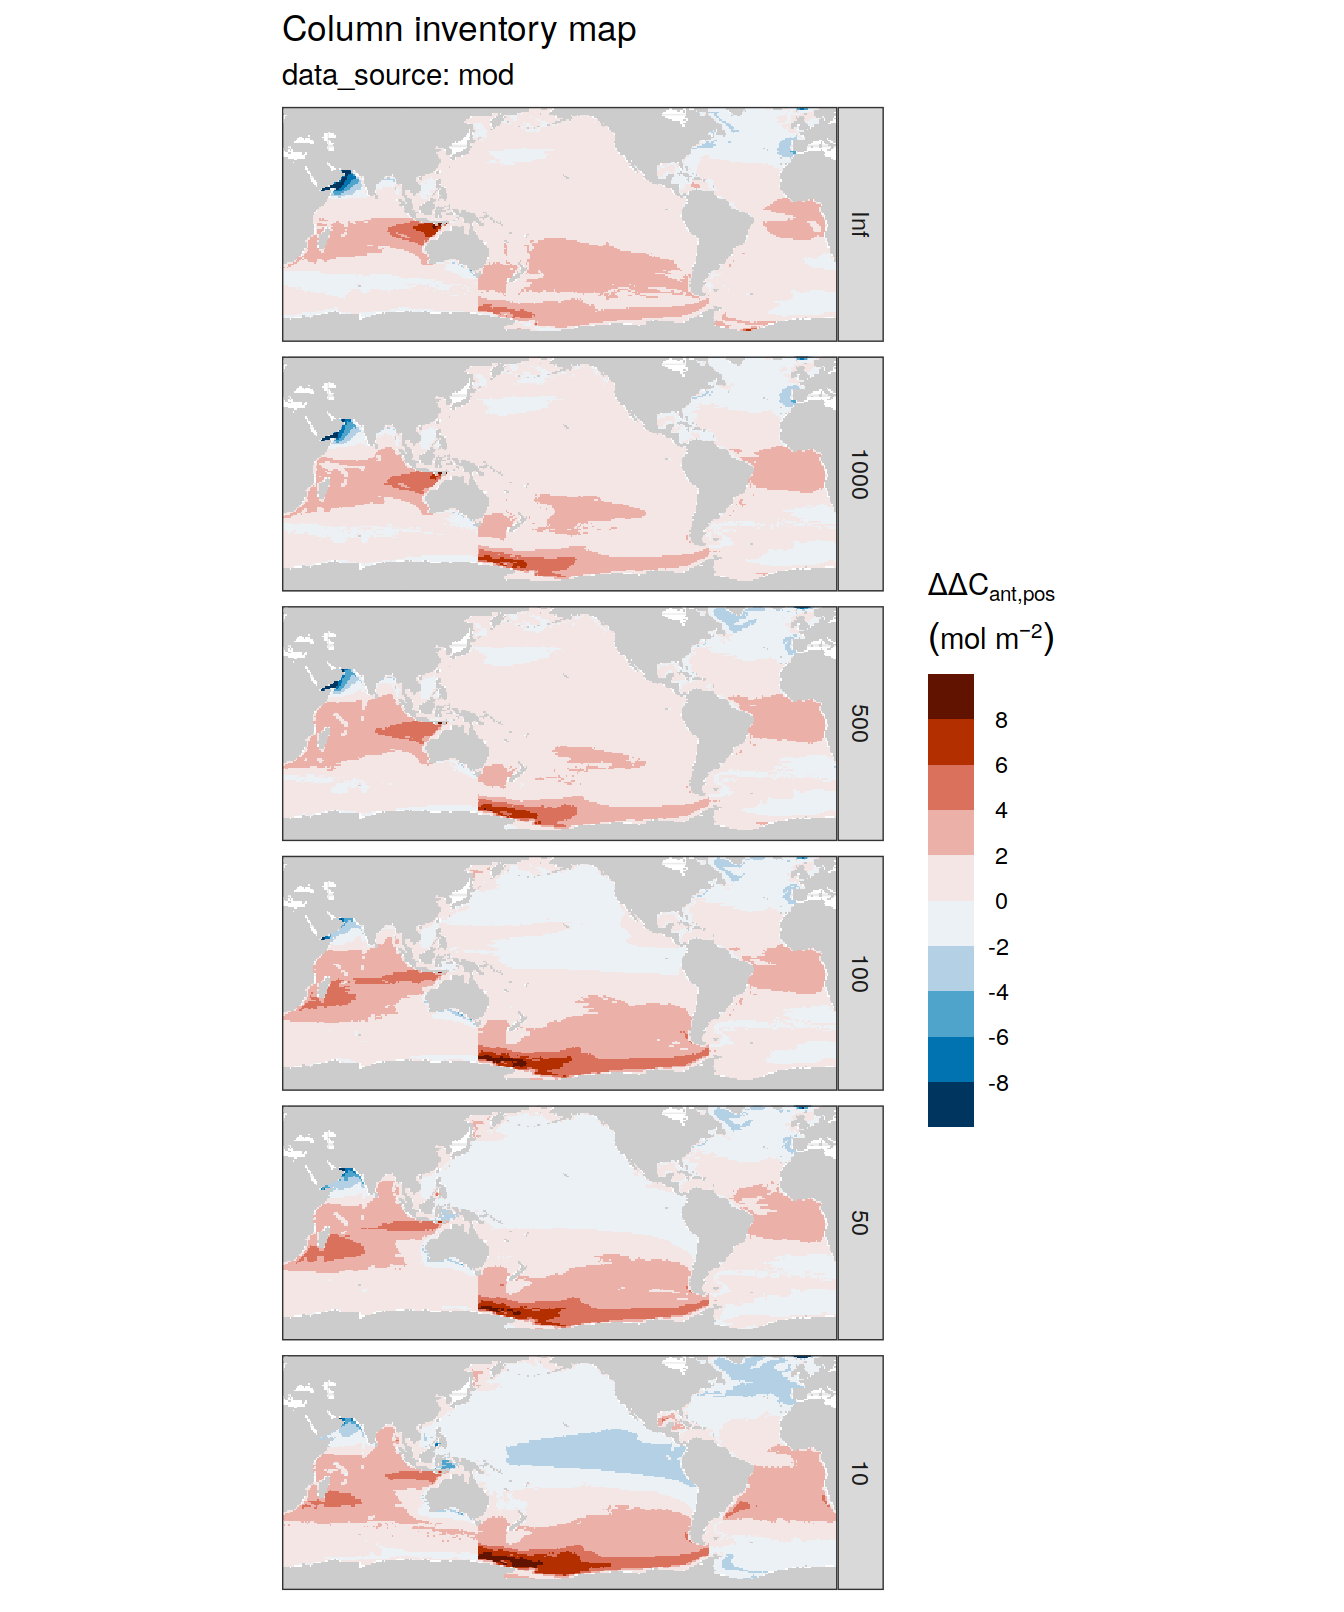 Column inventory map
data_source: mod
Inf
1000
500
100
50
10
ΔΔCant,pos
(mol m−2)
8
6
4
2
0
-2
-4
-6
-8